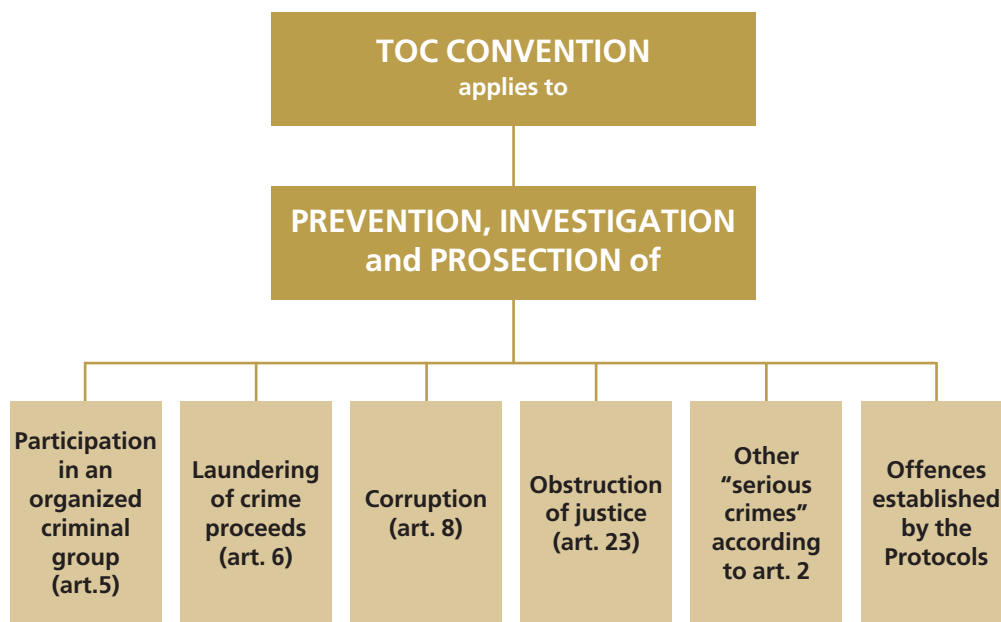 TOC CONVENTION
applies to
PREVENTION, INVESTIGATION
and PROSECTION of
Participation
in an
organized
criminal
group
(art.5)
Laundering
of crime
proceeds
(art. 6)
Corruption
(art. 8)
Obstruction
of justice
(art. 23)
Other
“serious
crimes”
according
to art. 2
Offences
established
by the
Protocols